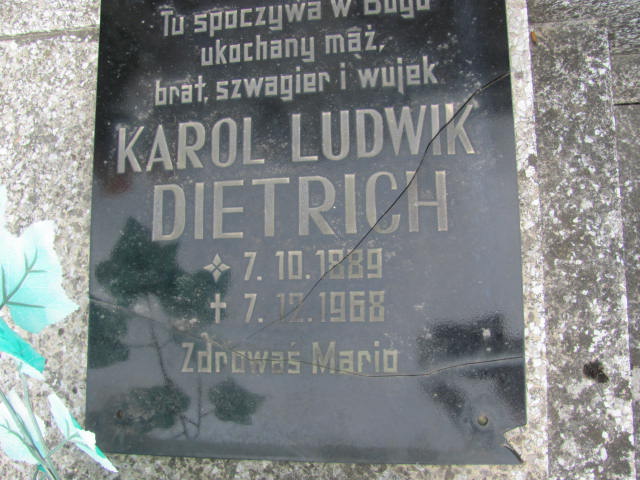 Tu spoczywa w Bogu
ukochany mąż,
brat, szwagier i wujek
KAROL LUDWIK
DIETRICH
7.10.1889
† 7.12.1968
Zdrowaś Mario